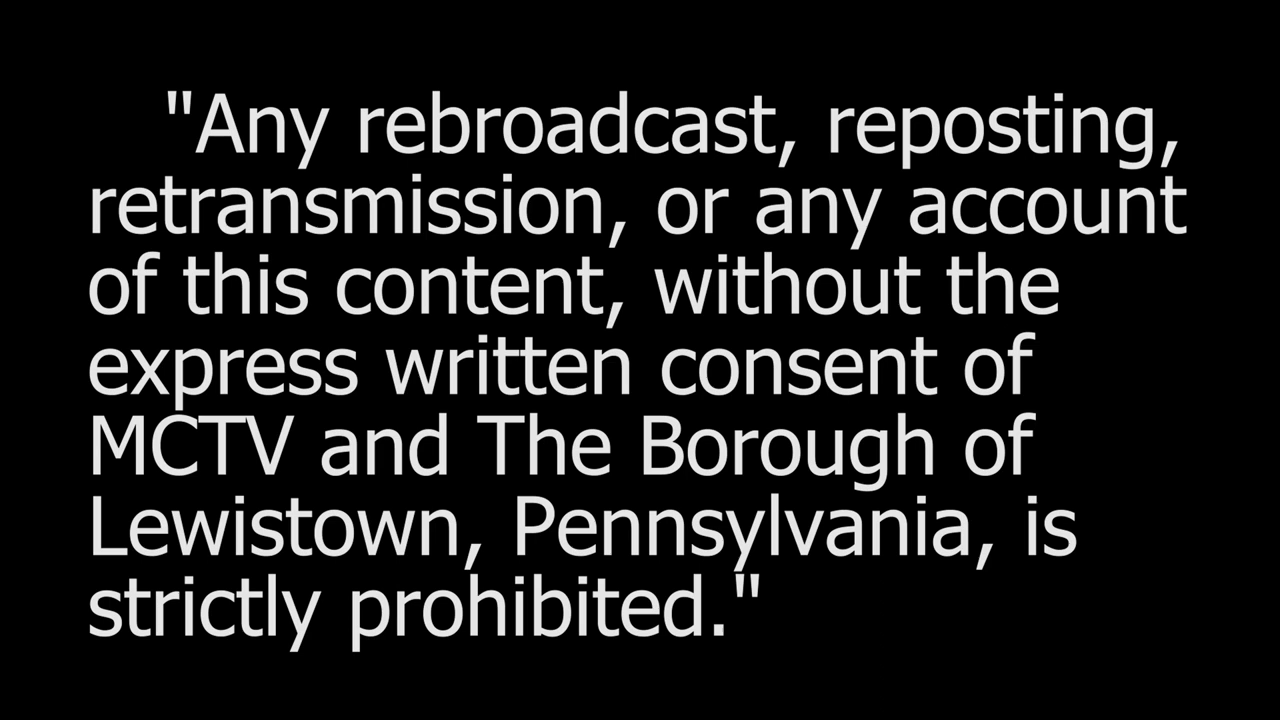 "Any rebroadcast, reposting,
retransmission, or any account
of this content, without the
express written consent of
MCTV and The Borough of
Lewistown, Pennsylvania, is
strictly prohibited."